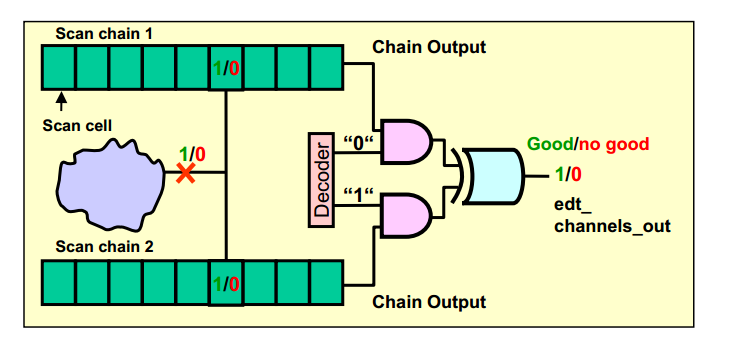 Scan chain 1
Chain Output
1/0
Scan cell
1/0
Decoder
“0“
“1“
Good/no good
1/0
edt_
channels_out
Scan chain 2
1/0
Chain Output